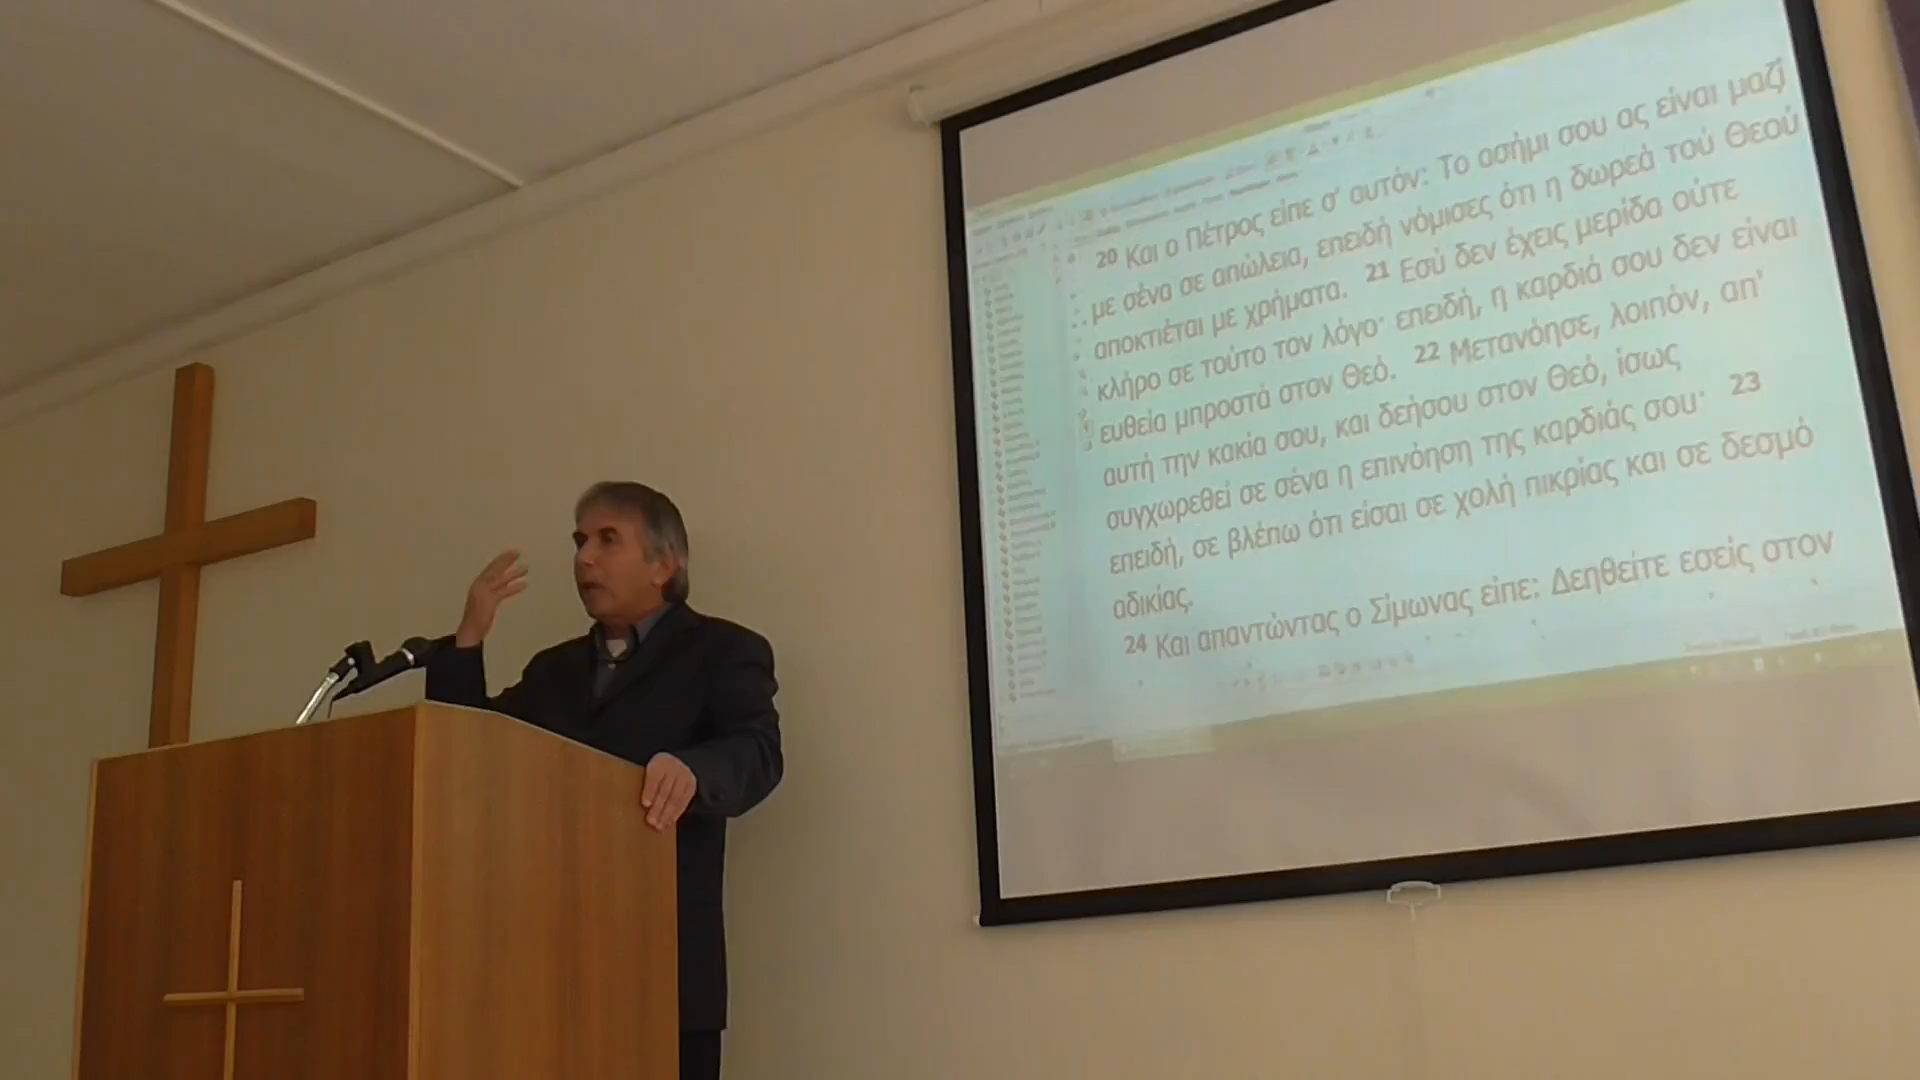 20 Και ο Πέτρος είπε σ' αυτόν: Το ασήμι σου ας είναι μαζί
με σένα σε απώλεια, επειδή νόμισες ότι η δωρεά τού Θεού
αποκτιέται με χρήματα. 21 Εσύ δεν έχεις μερίδα ούτε
κλήρο σε τούτο τον λόγο· επειδή, η καρδιά σου δεν είναι
ευθεία μπροστά στον Θεό. 22 Μετανόησε, λοιπόν, απ'
αυτή την κακία σου, και δεήσου στον Θεό, ίσως
συγχωρεθεί σε σένα η επινόηση της καρδιάς σου· 23
επειδή, σε βλέπω ότι είσαι σε χολή πικρίας και σε δεσμό
αδικίας.
24 Και απαντώντας ο Σίμωνας είπε: Δεηθείτε εσείς στον